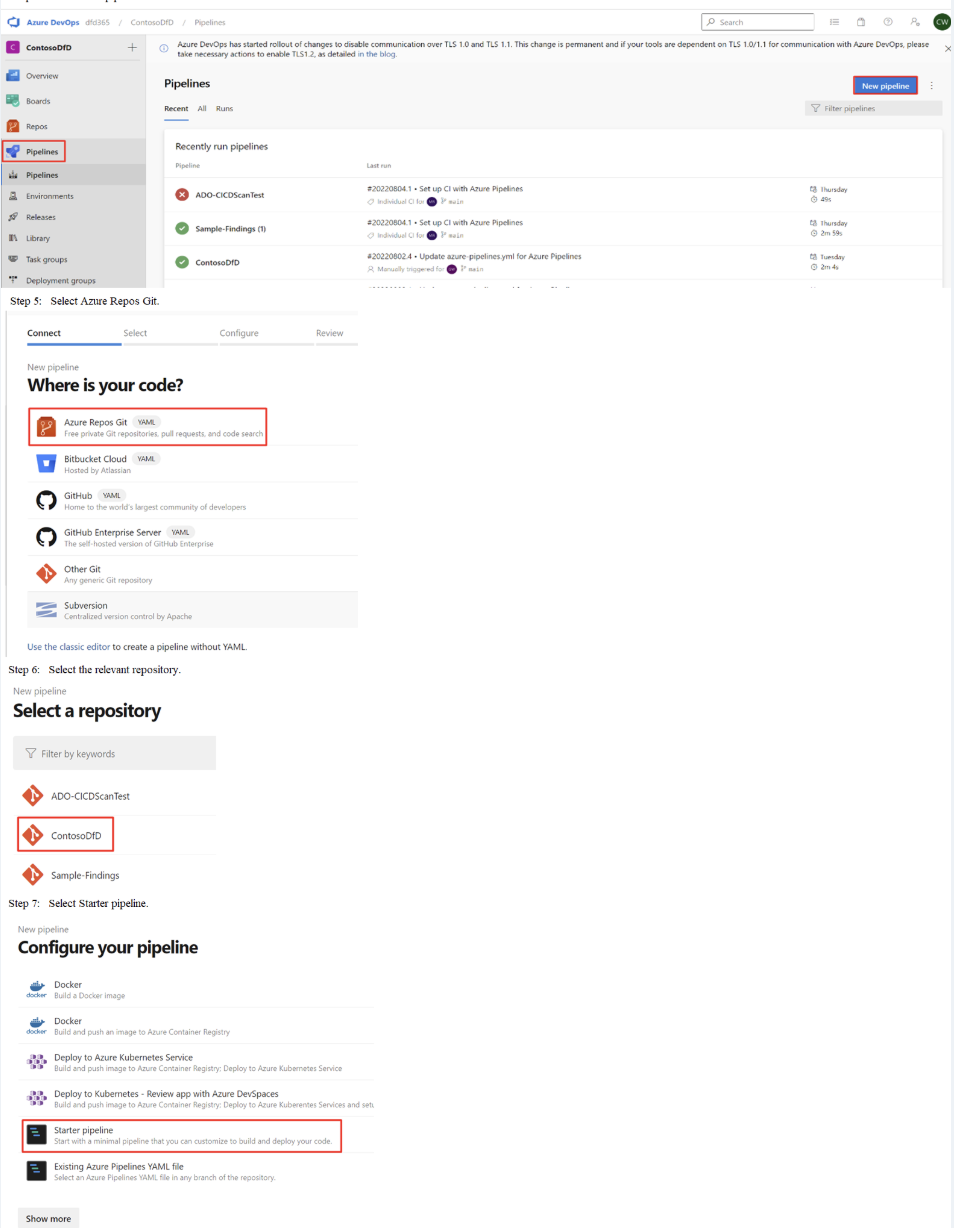 Azure DevOps dfd365 / ContosoDfD / Pipelines
Search
CW
C ContosoDfD +
Azure DevOps has started rollout of changes to disable communication over TLS 1.0 and TLS 1.1. This change is permanent and if your tools are dependent on TLS 1.0/1.1 for communication with Azure DevOps, please
take necessary actions to enable TLS1.2, as detailed in the blog.
Overview
Boards
Repos
Pipelines
Pipelines
Environments
Releases
Library
Task groups
Deployment groups
Pipelines
New pipeline
Recent All Runs
Filter pipelines
Recently run pipelines
Pipeline Last run
ADO-CICDScanTest
#20220804.1 • Set up CI with Azure Pipelines
Individual CI for main
Thursday
49s
Sample-Findings (1)
#20220804.1 • Set up CI with Azure Pipelines
Individual CI for main
Thursday
2m 59s
ContosoDfD
#20220802.4 • Update azure-pipelines.yml for Azure Pipelines
Manually triggered for main
Tuesday
2m 4s
Step 5: Select Azure Repos Git.
Connect Select Configure Review
New pipeline
Where is your code?
Azure Repos Git YAML
Free private Git repositories, pull requests, and code search
Bitbucket Cloud YAML
Hosted by Atlassian
GitHub YAML
Home to the world's largest community of developers
GitHub Enterprise Server YAML
The self-hosted version of GitHub Enterprise
Other Git
Any generic Git repository
Subversion
Centralized version control by Apache
Use the classic editor to create a pipeline without YAML.
Step 6: Select the relevant repository.
New pipeline
Select a repository
Filter by keywords
ADO-CICDScanTest
ContosoDfD
Sample-Findings
Step 7: Select Starter pipeline.
New pipeline
Configure your pipeline
docker
Docker
Build a Docker image
docker
Docker
Build and push an image to Azure Container Registry
Deploy to Azure Kubernetes Service
Build and push image to Azure Container Registry; Deploy to Azure Kubernetes Service
Deploy to Kubernetes - Review app with Azure DevSpaces
Build and push image to Azure Container Registry; Deploy to Azure Kuberentes Services and setu
Starter pipeline
Start with a minimal pipeline that you can customize to build and deploy your code.
Existing Azure Pipelines YAML file
Select an Azure Pipelines YAML file in any branch of the repository.
Show more